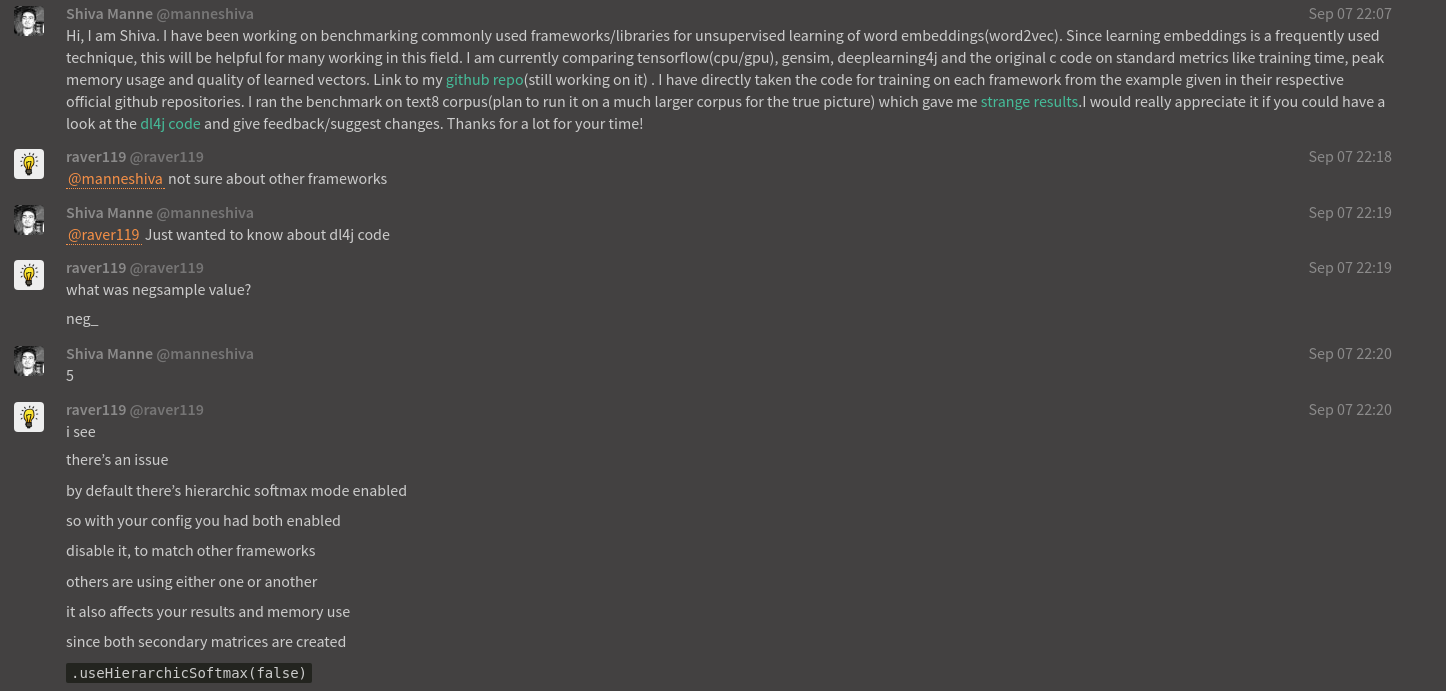 Shiva Manne @manneshiva Sep 07 22:07
Hi, I am Shiva. I have been working on benchmarking commonly used frameworks/libraries for unsupervised learning of word embeddings(word2vec). Since learning embeddings is a frequently used
technique, this will be helpful for many working in this field. I am currently comparing tensorflow(cpu/gpu), gensim, deeplearning4j and the original c code on standard metrics like training time, peak
memory usage and quality of learned vectors. Link to my github repo(still working on it) . I have directly taken the code for training on each framework from the example given in their respective
official github repositories. I ran the benchmark on text8 corpus(plan to run it on a much larger corpus for the true picture) which gave me strange results.I would really appreciate it if you could have a
look at the dl4j code and give feedback/suggest changes. Thanks for a lot for your time!
raver119 @raver119 Sep 07 22:18
@manneshiva not sure about other frameworks
Shiva Manne @manneshiva Sep 07 22:19
@raver119 Just wanted to know about dl4j code
raver119 @raver119 Sep 07 22:19
what was negsample value?
neg_
Shiva Manne @manneshiva Sep 07 22:20
5
raver119 @raver119 Sep 07 22:20
i see
there's an issue
by default there's hierarchic softmax mode enabled
so with your config you had both enabled
disable it, to match other frameworks
others are using either one or another
it also affects your results and memory use
since both secondary matrices are created
.useHierarchicSoftmax(false)